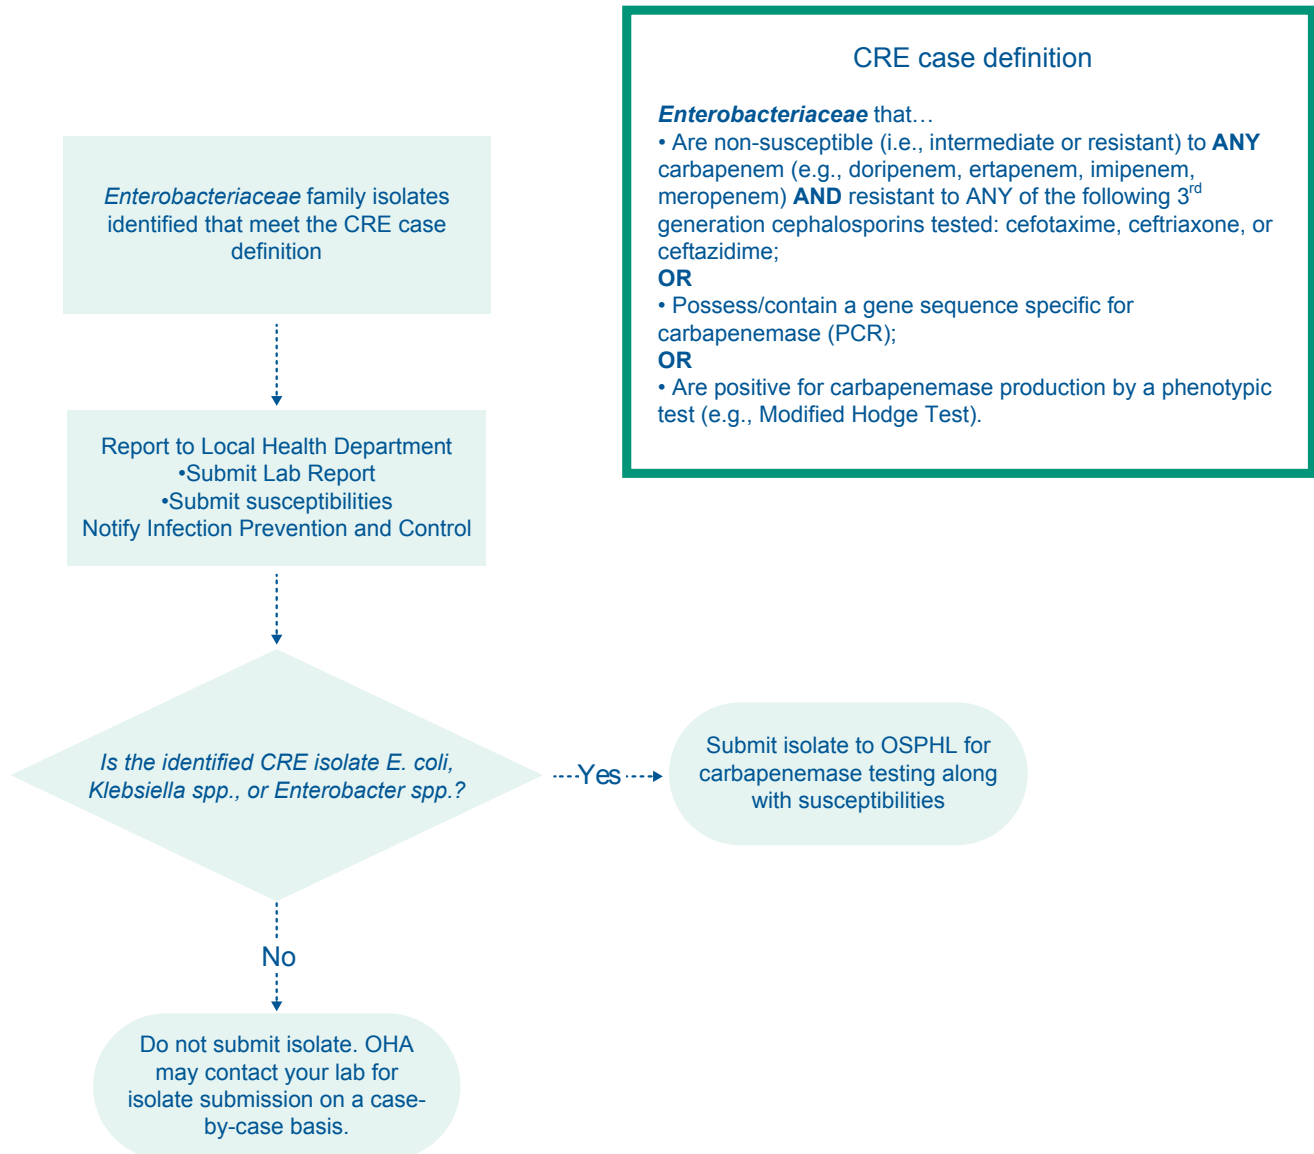 CRE case definition
Enterobacteriaceae that…
• Are non-susceptible (i.e., intermediate or resistant) to ANY
carbapenem (e.g., doripenem, ertapenem, imipenem,
meropenem) AND resistant to ANY of the following 3rd
generation cephalosporins tested: cefotaxime, ceftriaxone, or
ceftazidime;
OR
• Possess/contain a gene sequence specific for
carbapenemase (PCR);
OR
• Are positive for carbapenemase production by a phenotypic
test (e.g., Modified Hodge Test).
Enterobacteriaceae family isolates
identified that meet the CRE case
definition
Report to Local Health Department
•Submit Lab Report
•Submit susceptibilities
Notify Infection Prevention and Control
Is the identified CRE isolate E. coli,
Klebsiella spp., or Enterobacter spp.?
Yes
Submit isolate to OSPHL for
carbapenemase testing along
with susceptibilities
No
Do not submit isolate. OHA
may contact your lab for
isolate submission on a case-
by-case basis.